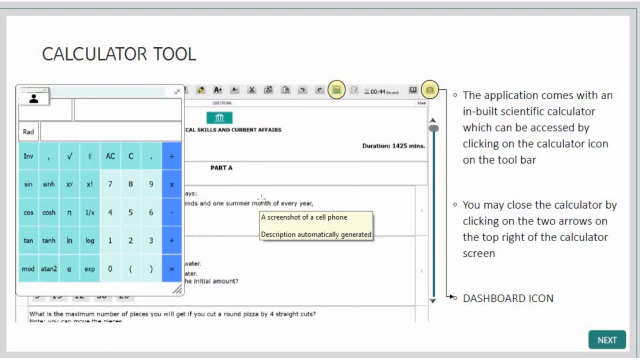 CALCULATOR TOOL
00:44
QUESTIONS
Mark
CAL SKILLS AND CURRENT AFFAIRS
Duration: 1425 mins.
PART A
Rad
Inv , √ AC C . ÷
sin sinh x! 7 8 9 x
cos cosh n 1/x 4 5 6 -
tan tanh ln log 1 2 3 +
mod atan2 e exp 0 ( ) =
ays:
ends and one summer month of every year,
A screenshot of a cell phone
Description automatically generated
water.
ater.
he initial amount?
What is the maximum number of pieces you will get if you cut a round pizza by 4 straight cuts?
Note: you can move the pieces
The application comes with an
in-built scientific calculator
which can be accessed by
clicking on the calculator icon
on the tool bar
You may close the calculator by
clicking on the two arrows on
the top right of the calculator
screen
DASHBOARD ICON
NEXT